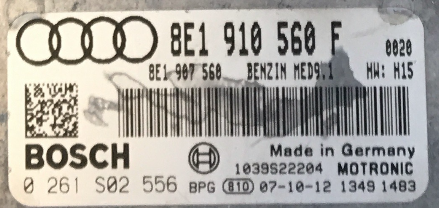 8E1 910 560 F 0020
8E1 907 560 BENZIN MED9.1 HW: H15
BOSCH
Made in Germany
1039S22204 MOTRONIC
0 261 S02 556 BPG 810 07-10-12 1349 1483